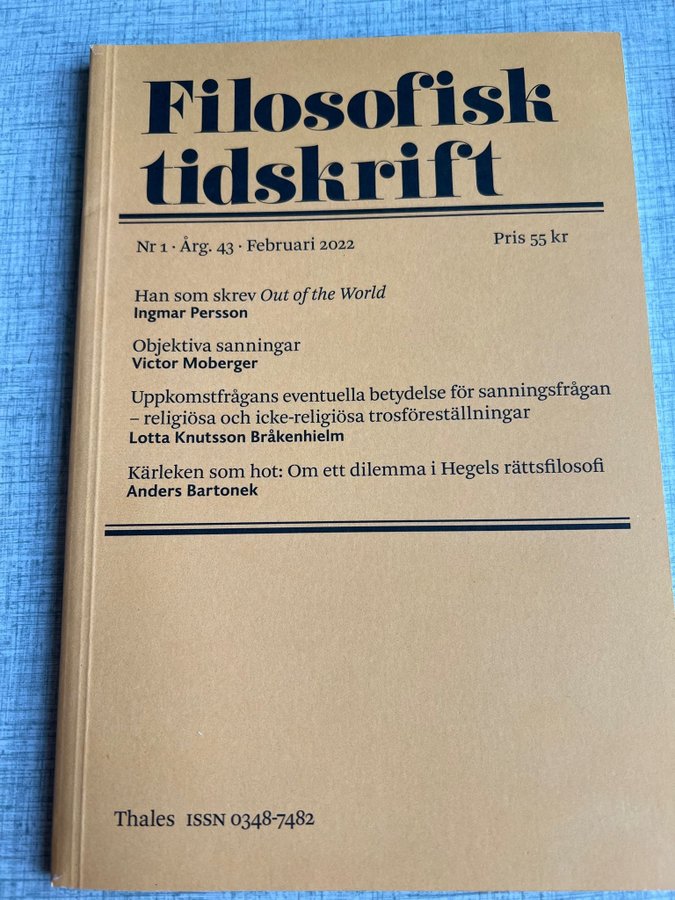 Filosofisk
tidskrift
Nr 1 · Årg. 43 · Februari 2022
Pris 55 kr
Han som skrev Out of the World
Ingmar Persson
Objektiva sanningar
Victor Moberger
Uppkomstfrågans eventuella betydelse för sanningsfrågan
– religiösa och icke-religiösa trosföreställningar
Lotta Knutsson Bråkenhielm
Kärleken som hot: Om ett dilemma i Hegels rättsfilosofi
Anders Bartonek
Thales ISSN 0348-7482